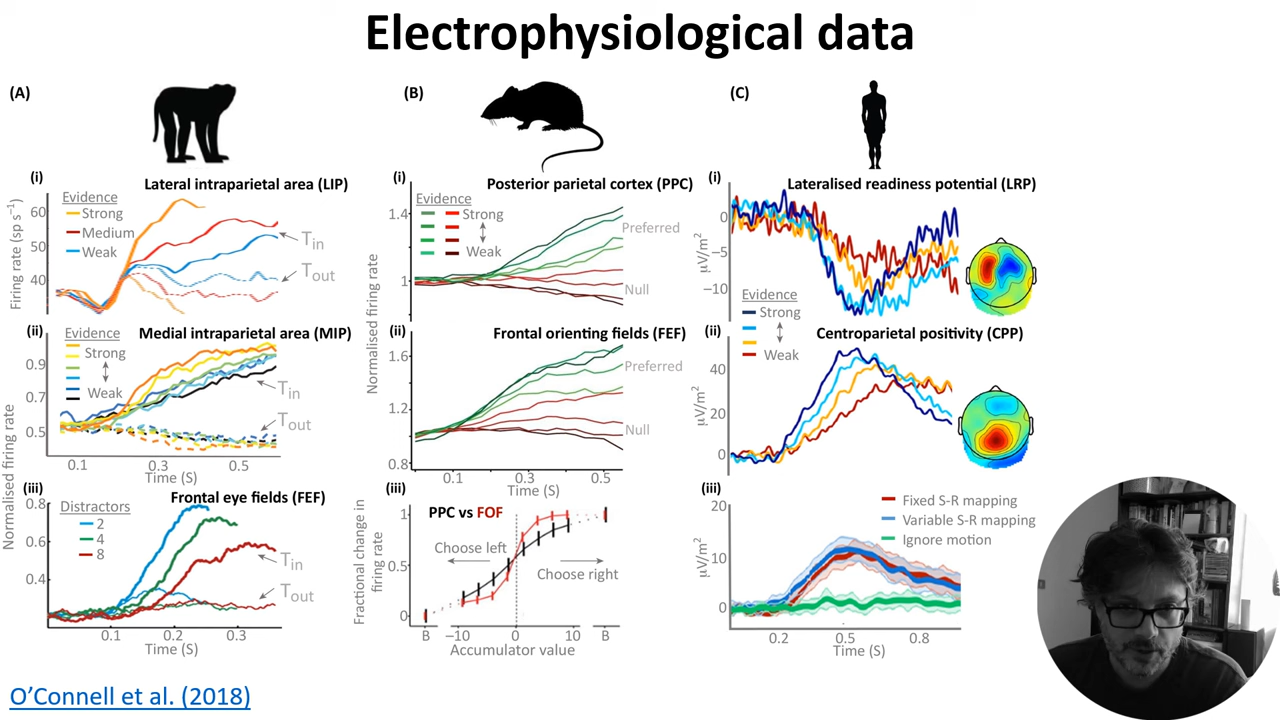 Electrophysiological data
(A)
(B)
(C)
(i)
Lateral intraparietal area (LIP)
Evidence
Strong
Medium
Weak
60
50
40
Firing rate (sp s⁻¹)
Tin
Tout
(ii)
Medial intraparietal area (MIP)
Evidence
Strong
Weak
0.9
0.7
0.5
Tin
Tout
0.1
0.3
0.5
Time (S)
Normalised firing rate
(iii)
Frontal eye fields (FEF)
Distractors
2
4
8
0.8
0.6
0.4
Tin
Tout
0.1
0.2
0.3
Time (S)
(i)
Posterior parietal cortex (PPC)
Evidence
Strong
Weak
1.4
1
Preferred
Null
Normalised firing rate
(ii)
Frontal orienting fields (FEF)
1.6
1.4
1.2
0.8
Preferred
Null
0.1
0.3
0.5
Time (S)
(iii)
PPC vs FOF
Choose left
Choose right
1
0.5
0
Fractional change in
firing rate
B
−10
0
10
B
Accumulator value
(i)
Lateralised readiness potential (LRP)
0
−5
−10
µV/m²
Evidence
Strong
Weak
(ii)
Centroparietal positivity (CPP)
40
20
0
µV/m²
(iii)
Fixed S-R mapping
Variable S-R mapping
Ignore motion
20
10
0
µV/m²
0.2
0.5
0.8
Time (S)
O’Connell et al. (2018)